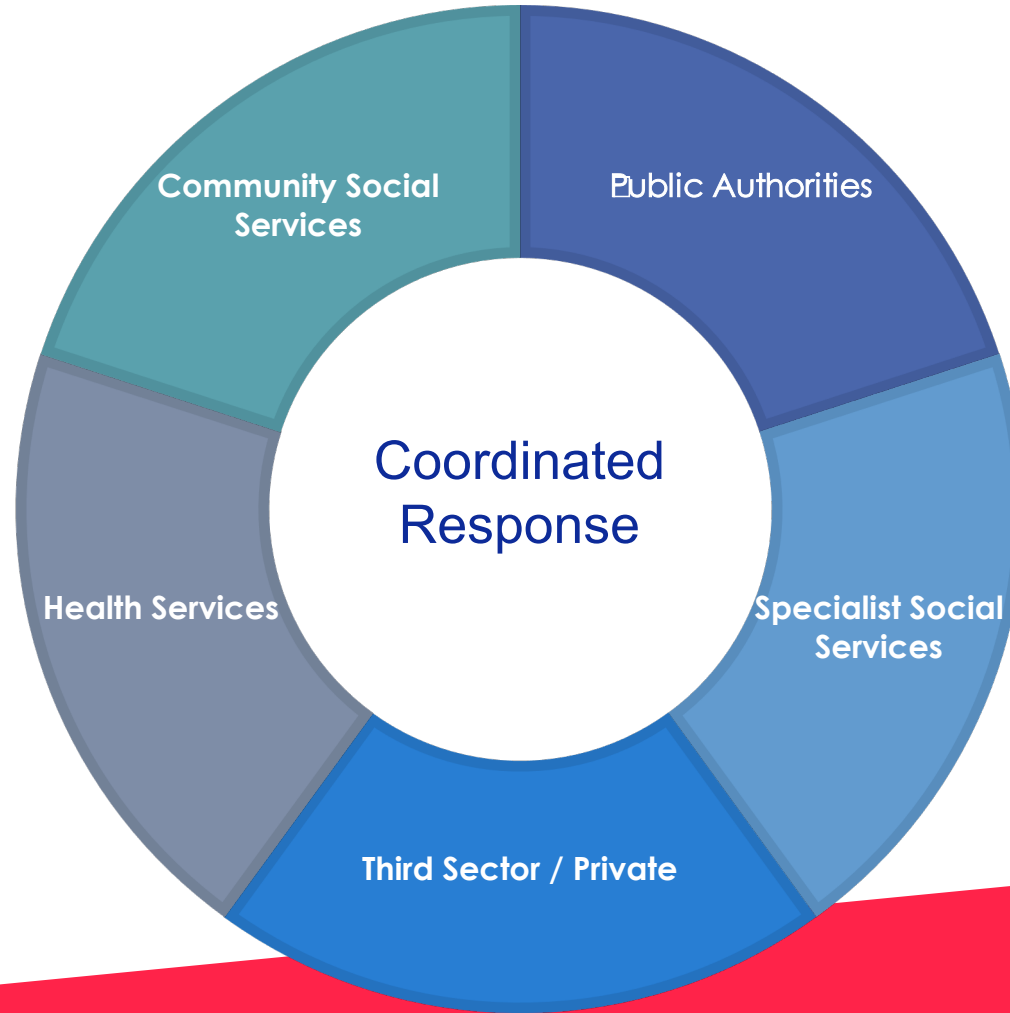 Community Social
Services
Public Authorities
Coordinated
Response
Health Services
Specialist Social
Services
Third Sector / Private